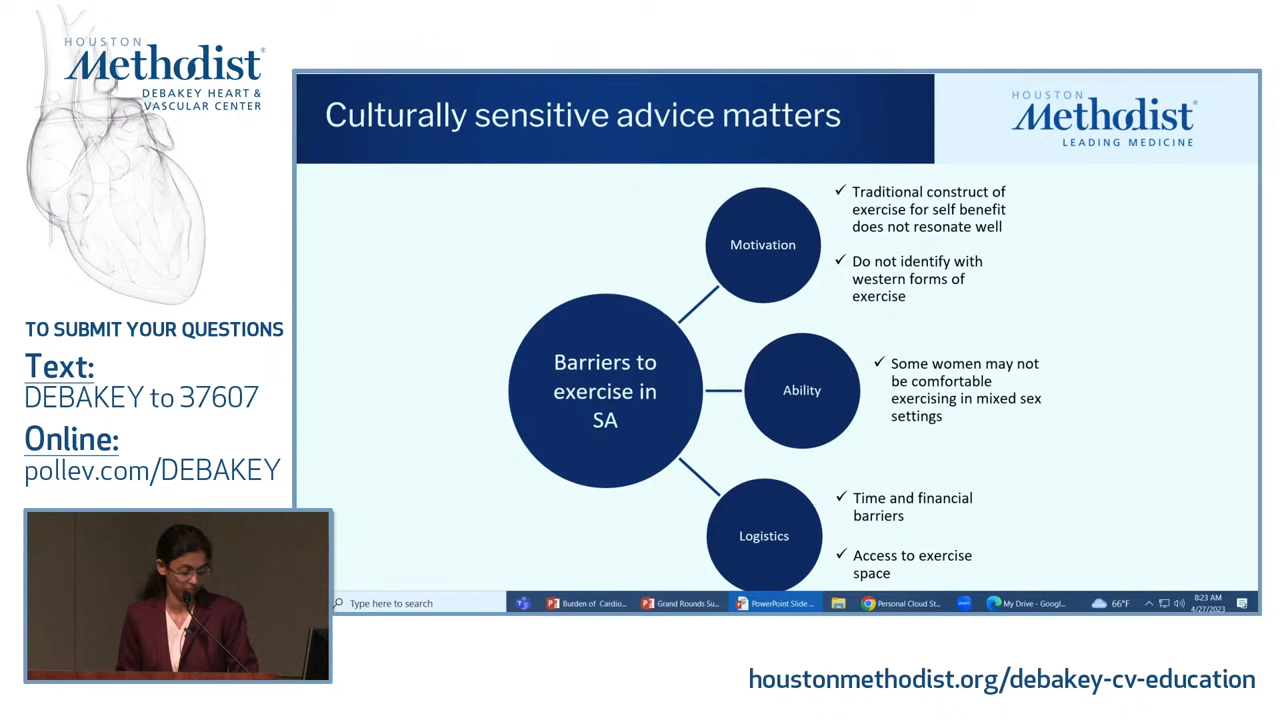 HOUSTON
Methodist®
DEBAKEY HEART &
VASCULAR CENTER
TO SUBMIT YOUR QUESTIONS
Text:
DEBAKEY to 37607
Online:
pollev.com/DEBAKEY
Culturally sensitive advice matters
HOUSTON
Methodist®
LEADING MEDICINE
Barriers to
exercise in
SA
Motivation
✓ Traditional construct of
exercise for self benefit
does not resonate well
✓ Do not identify with
western forms of
exercise
Ability
✓ Some women may not
be comfortable
exercising in mixed sex
settings
Logistics
✓ Time and financial
barriers
✓ Access to exercise
space
Type here to search
Burden of Cardio...
Grand Rounds Su...
PowerPoint Slide ...
Personal Cloud St...
My Drive - Googl...
66°F
8:23 AM
4/27/2023
houstonmethodist.org/debakey-cv-education